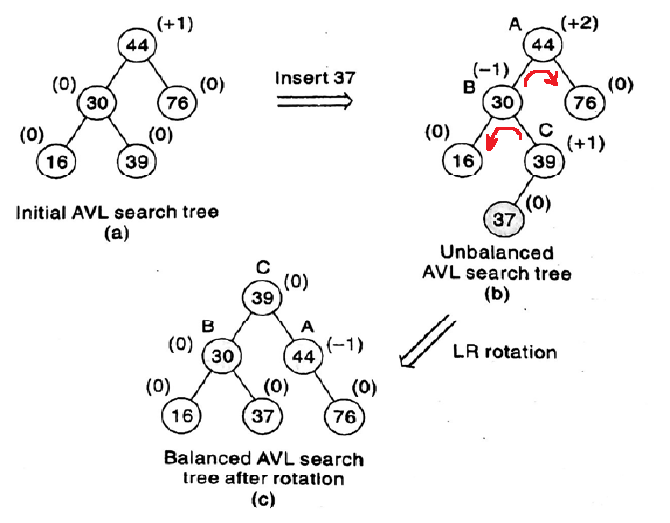 (+1)
44
(0)
30
(0)
76
(0)
16
(0)
39
Initial AVL search tree
(a)
Insert 37
A
(+2)
44
(−1)
B
30
(0)
76
(0)
16
C
39
(+1)
37
(0)
Unbalanced
AVL search tree
(b)
LR rotation
C
(0)
39
B
(0)
30
A
44
(−1)
(0)
16
(0)
37
(0)
76
Balanced AVL search
tree after rotation
(c)